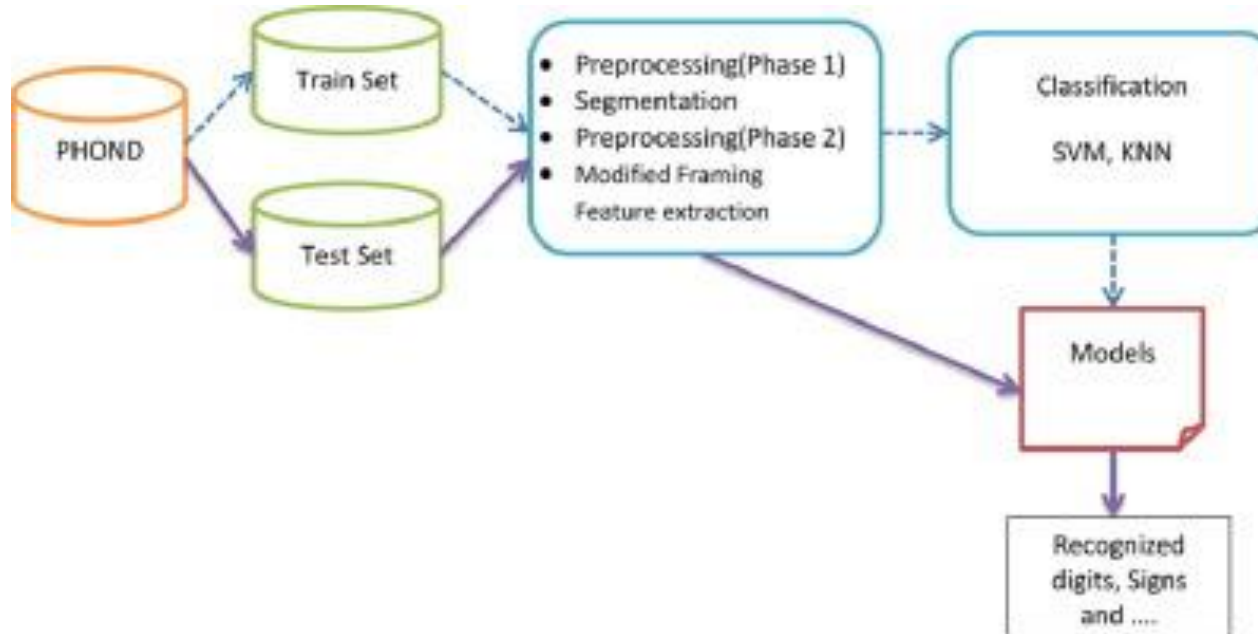 PHOND
Train Set
Test Set
• Preprocessing(Phase 1)
• Segmentation
• Preprocessing(Phase 2)
• Modified Framing
Feature extraction
Classification
SVM, KNN
Models
Recognized
digits, Signs
and ....